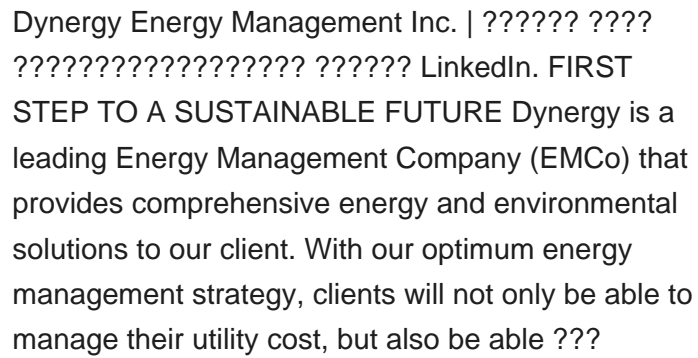 Dynergy Energy Management Inc. | ?????? ????
?????????????????? ?????? LinkedIn. FIRST
STEP TO A SUSTAINABLE FUTURE Dynergy is a
leading Energy Management Company (EMCo) that
provides comprehensive energy and environmental
solutions to our client. With our optimum energy
management strategy, clients will not only be able to
manage their utility cost, but also be able ???